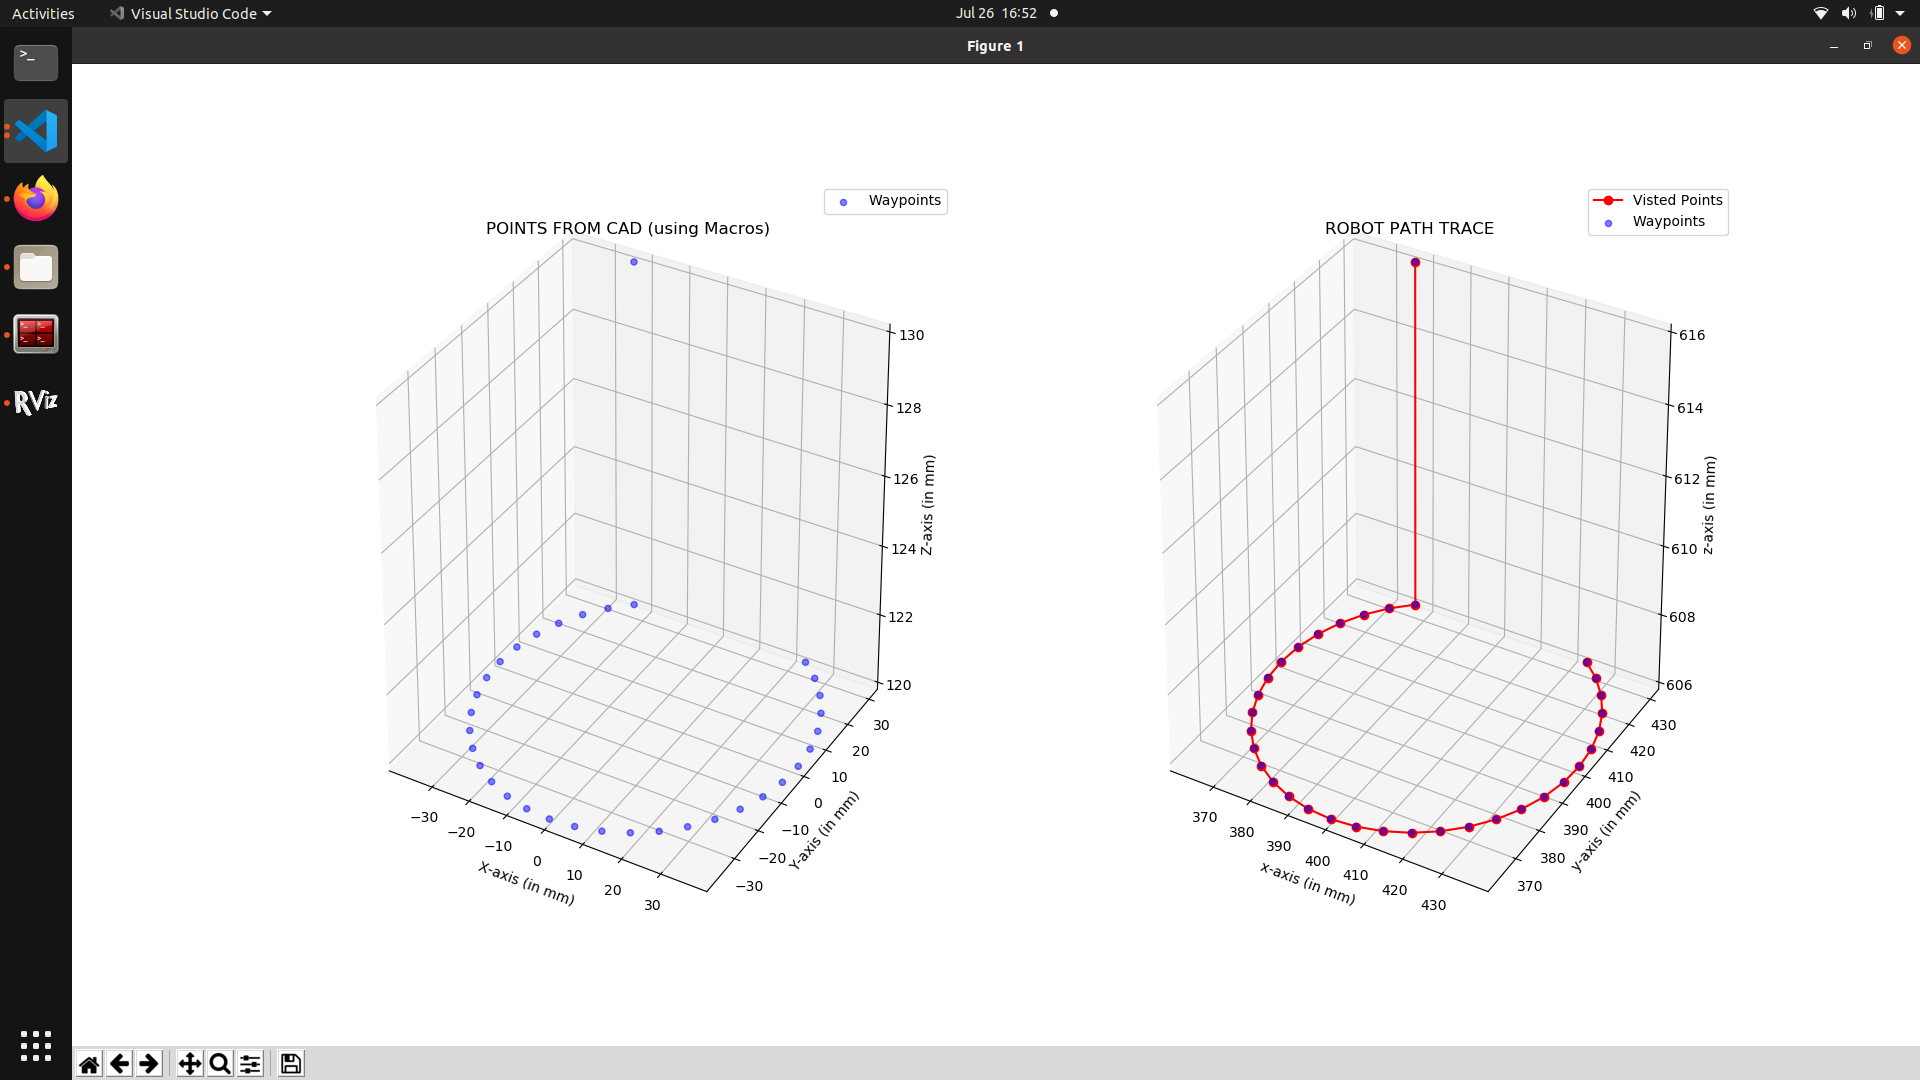 Activities
Visual Studio Code
Jul 26 16:52
Figure 1
>_
RViz
Waypoints
POINTS FROM CAD (using Macros)
130
128
126
124
122
120
Z-axis (in mm)
30
20
10
0
−10
−20
−30
Y-axis (in mm)
−30
−20
−10
0
10
20
30
X-axis (in mm)
Visted Points
Waypoints
ROBOT PATH TRACE
616
614
612
610
608
606
z-axis (in mm)
430
420
410
400
390
380
370
y-axis (in mm)
370
380
390
400
410
420
430
x-axis (in mm)